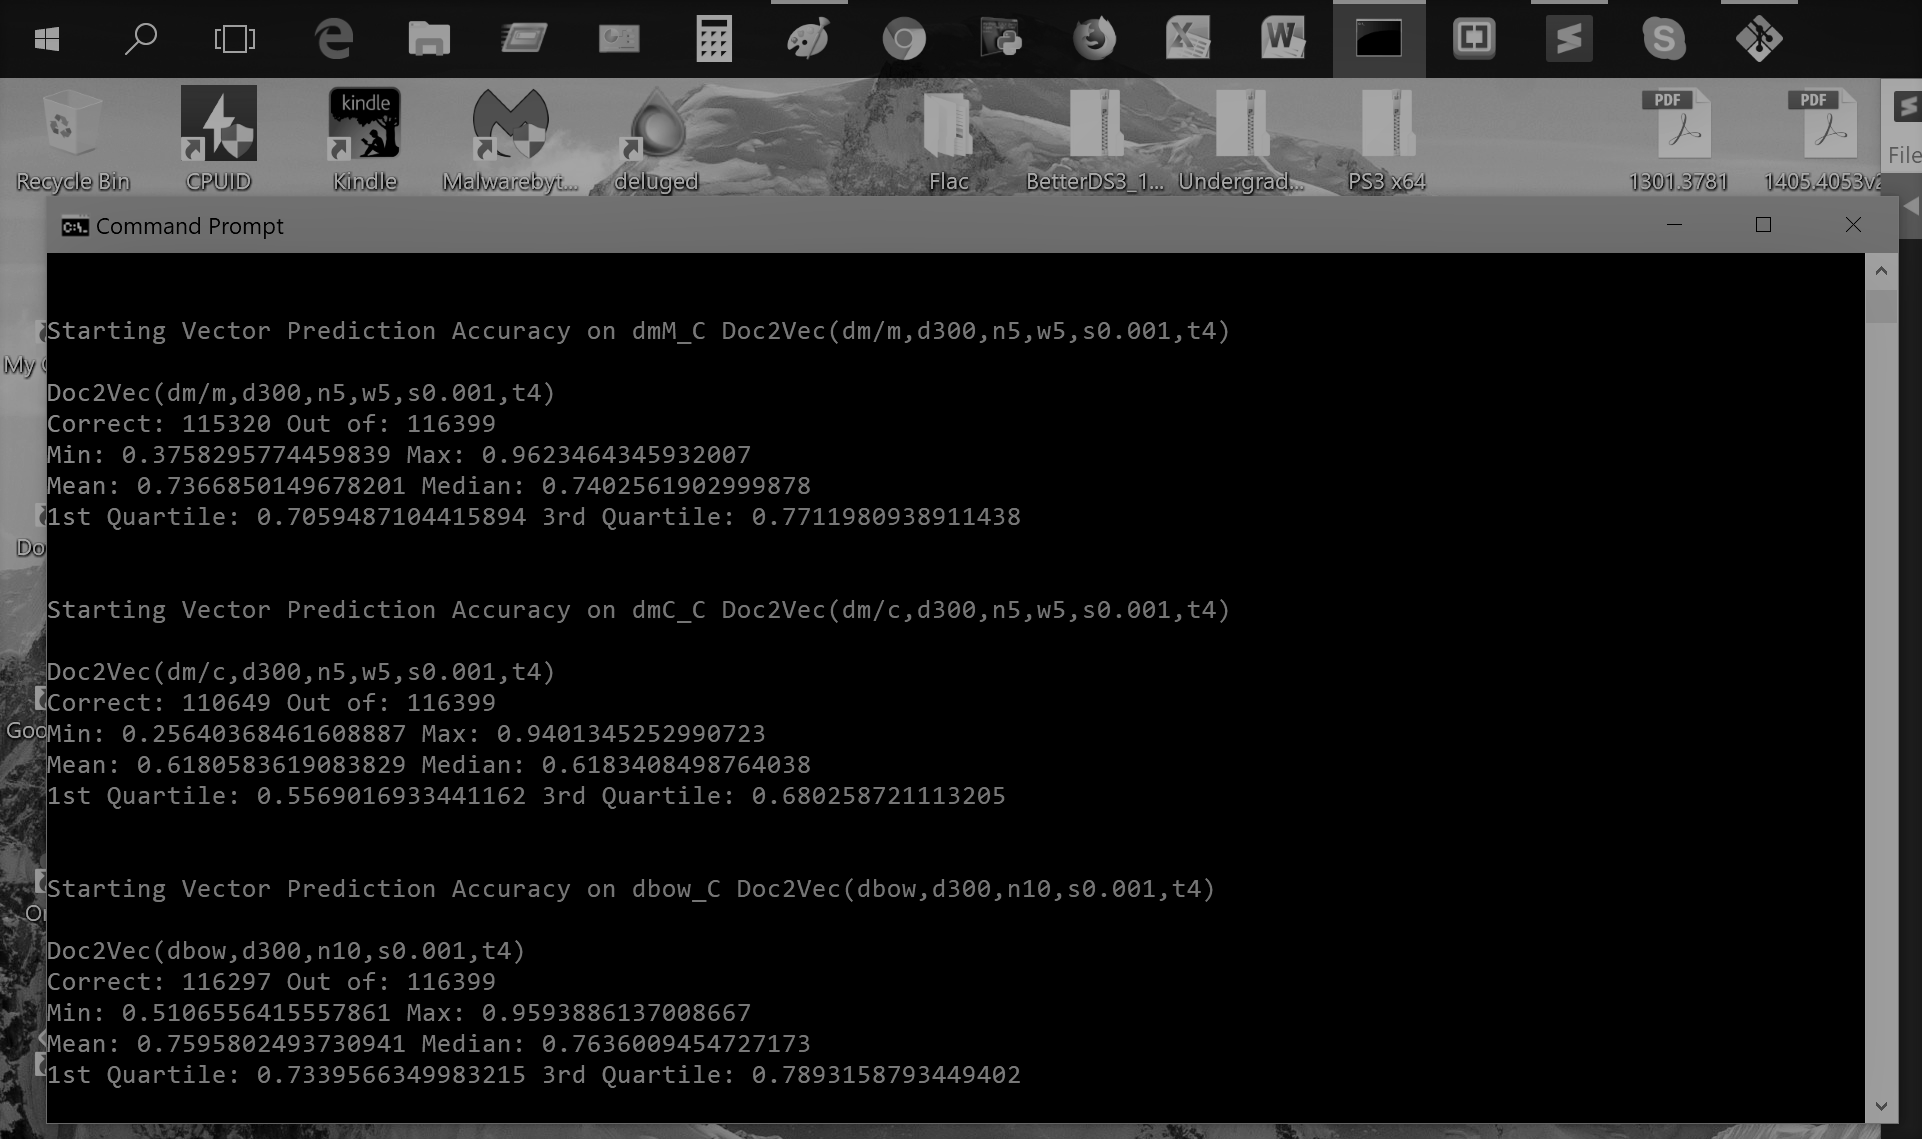 kindle
PDF
PDF
File
Recycle Bin
CPUID
Kindle
Malwarebyt...
deluged
Flac
BetterDS3_1...
Undergrad...
PS3 x64
1301.3781
1405.4053v2
Command Prompt
Starting Vector Prediction Accuracy on dmM_C Doc2Vec(dm/m,d300,n5,w5,s0.001,t4)
My
Doc2Vec(dm/m,d300,n5,w5,s0.001,t4)
Correct: 115320 Out of: 116399
Min: 0.3758295774459839 Max: 0.9623464345932007
Mean: 0.7366850149678201 Median: 0.7402561902999878
1st Quartile: 0.7059487104415894 3rd Quartile: 0.7711980938911438
Do
Starting Vector Prediction Accuracy on dmC_C Doc2Vec(dm/c,d300,n5,w5,s0.001,t4)
Doc2Vec(dm/c,d300,n5,w5,s0.001,t4)
Correct: 110649 Out of: 116399
Goo
Min: 0.25640368461608887 Max: 0.9401345252990723
Mean: 0.6180583619083829 Median: 0.6183408498764038
1st Quartile: 0.5569016933441162 3rd Quartile: 0.680258721113205
Starting Vector Prediction Accuracy on dbow_C Doc2Vec(dbow,d300,n10,s0.001,t4)
Doc2Vec(dbow,d300,n10,s0.001,t4)
Correct: 116297 Out of: 116399
Min: 0.5106556415557861 Max: 0.9593886137008667
Mean: 0.7595802493730941 Median: 0.7636009454727173
1st Quartile: 0.7339566349983215 3rd Quartile: 0.7893158793449402